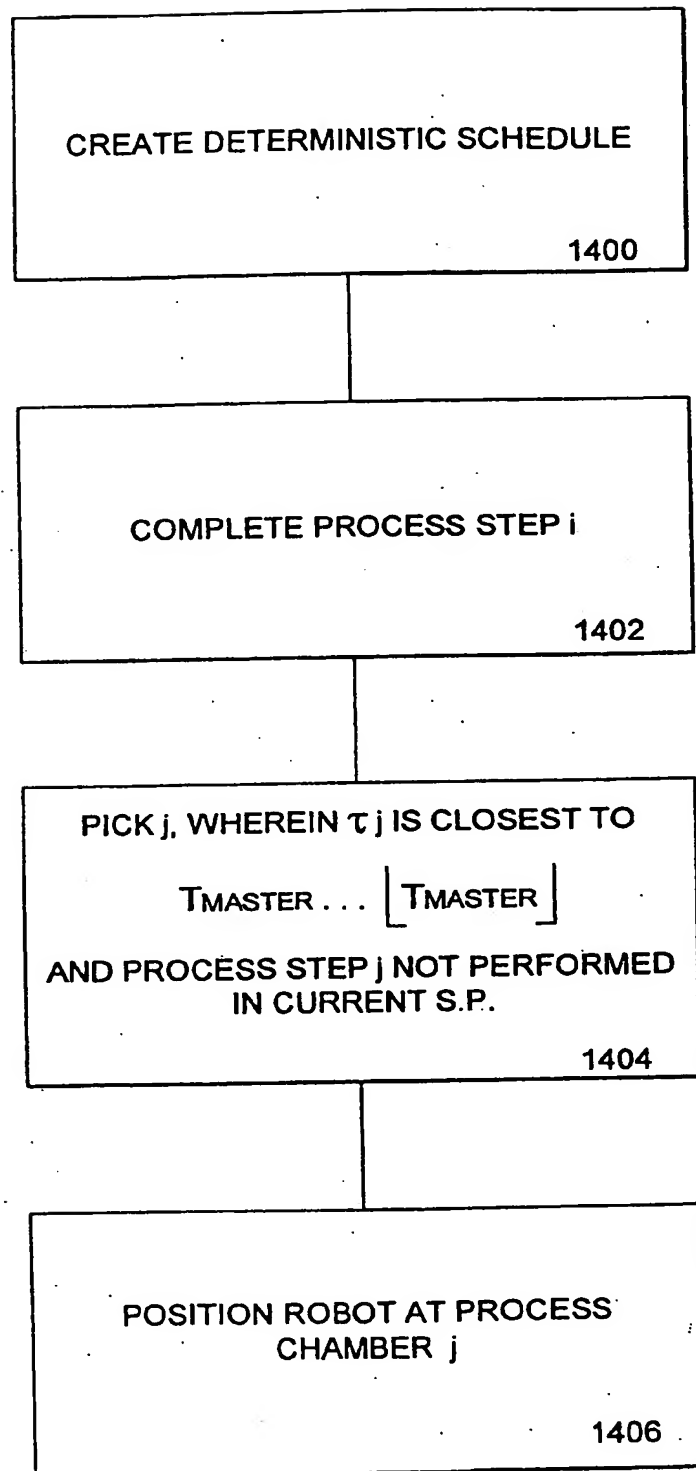 CREATE DETERMINISTIC SCHEDULE
1400
COMPLETE PROCESS STEP i
1402
PICK j, WHEREIN τ j IS CLOSEST TO
TMASTER . . . ⌊TMASTER⌋
AND PROCESS STEP j NOT PERFORMED
IN CURRENT S.P.
1404
POSITION ROBOT AT PROCESS
CHAMBER j
1406